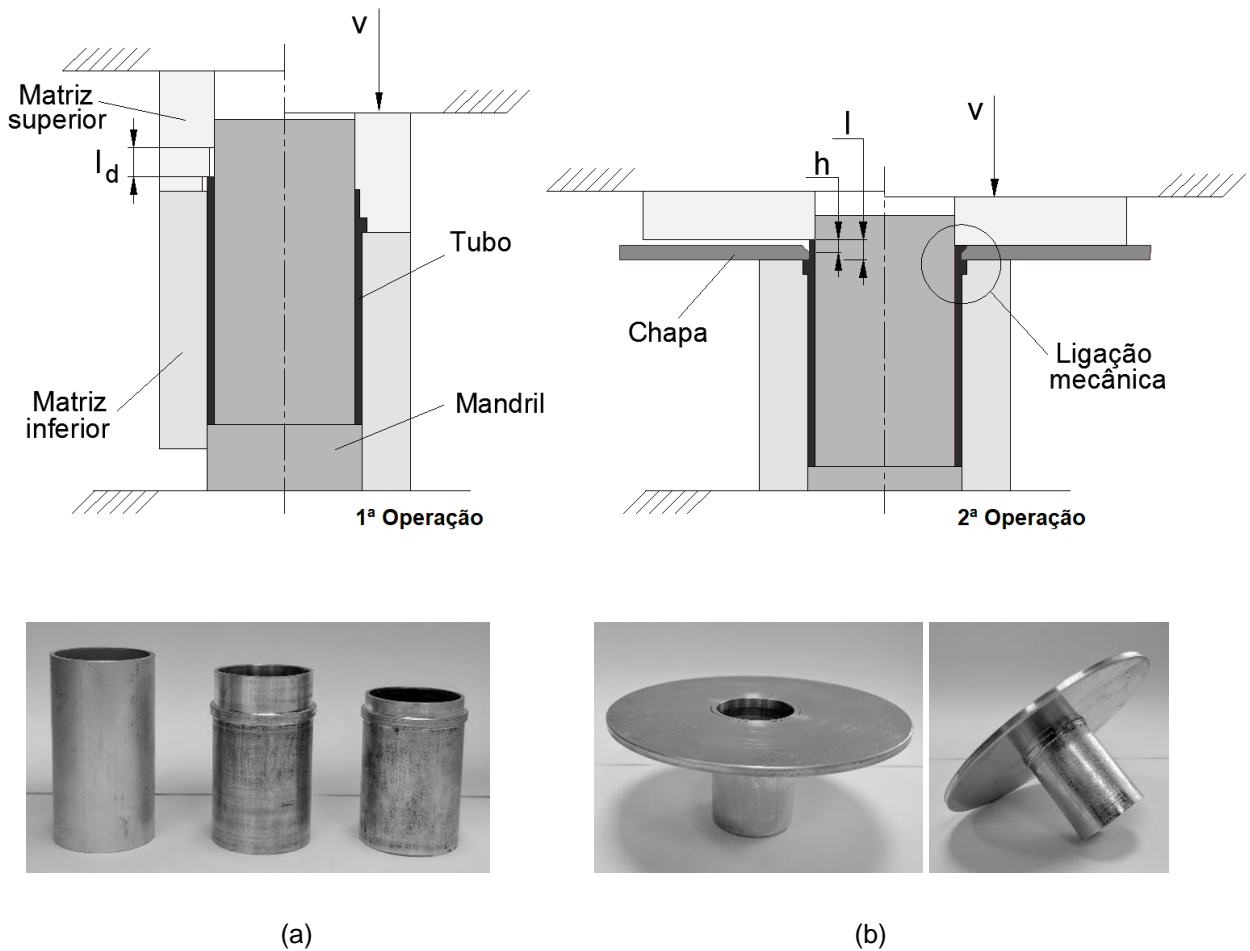 v
Matriz
superior
l
d
Tubo
Matriz
inferior
Mandril
1ª Operação
v
l
h
Chapa
Ligação
mecânica
2ª Operação
(a)
(b)